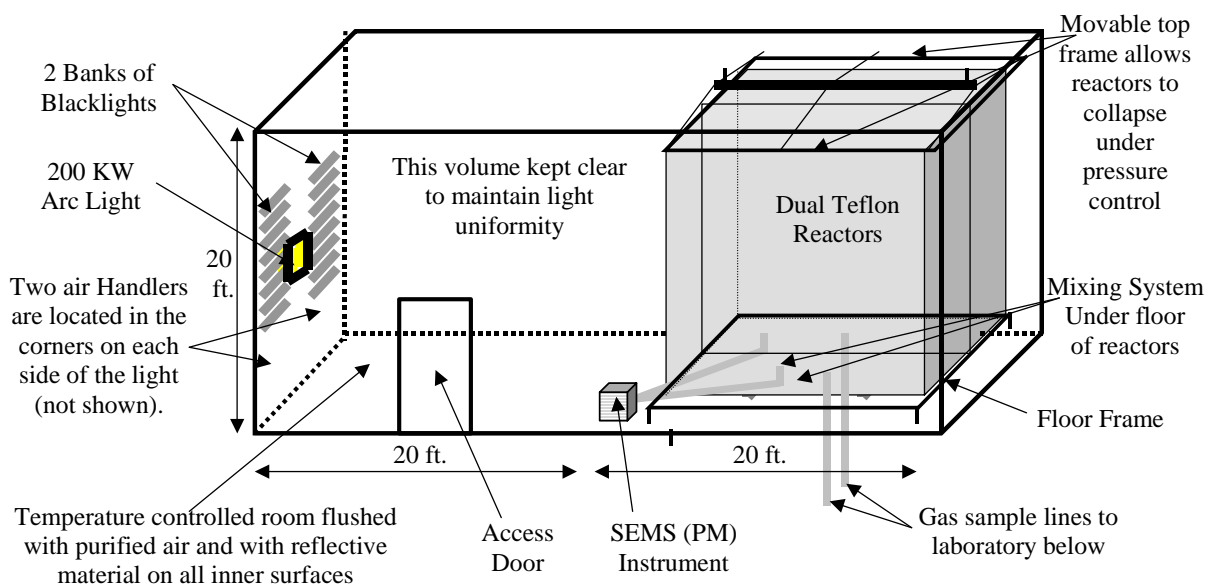 2 Banks of
Blacklights
200 KW
Arc Light
20
ft.
Two air Handlers
are located in the
corners on each
side of the light
(not shown).
This volume kept clear
to maintain light
uniformity
Dual Teflon
Reactors
Movable top
frame allows
reactors to
collapse
under
pressure
control
Mixing System
Under floor
of reactors
Floor Frame
20 ft.
20 ft.
Temperature controlled room flushed
with purified air and with reflective
material on all inner surfaces
Access
Door
SEMS (PM)
Instrument
Gas sample lines to
laboratory below